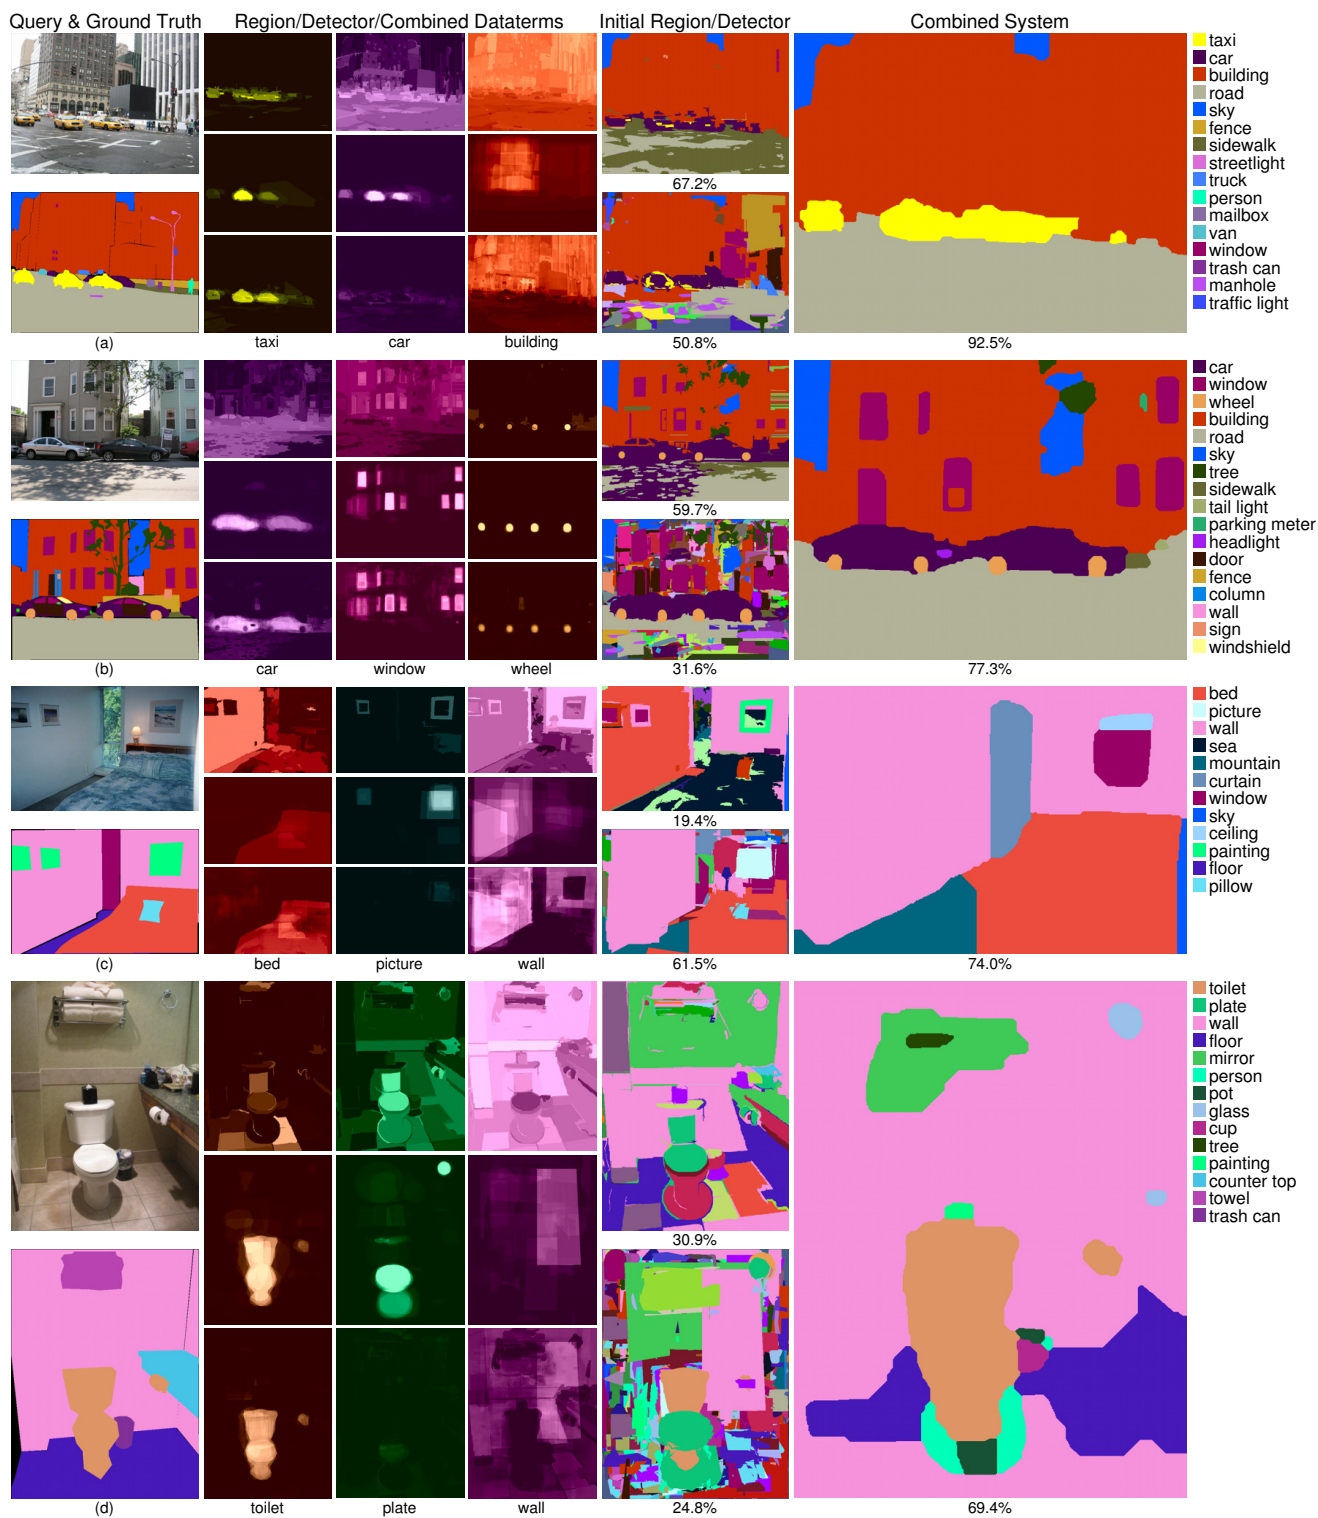 Query & Ground Truth
Region/Detector/Combined Dataterms
Initial Region/Detector
Combined System
67.2%
(a)
taxi
car
building
50.8%
92.5%
taxi
car
building
road
sky
fence
sidewalk
streetlight
truck
person
mailbox
van
window
trash can
manhole
traffic light
59.7%
(b)
car
window
wheel
31.6%
77.3%
car
window
wheel
building
road
sky
tree
sidewalk
tail light
parking meter
headlight
door
fence
column
wall
sign
windshield
19.4%
(c)
bed
picture
wall
61.5%
74.0%
bed
picture
wall
sea
mountain
curtain
window
sky
ceiling
painting
floor
pillow
30.9%
(d)
toilet
plate
wall
24.8%
69.4%
toilet
plate
wall
floor
mirror
person
pot
glass
cup
tree
painting
counter top
towel
trash can